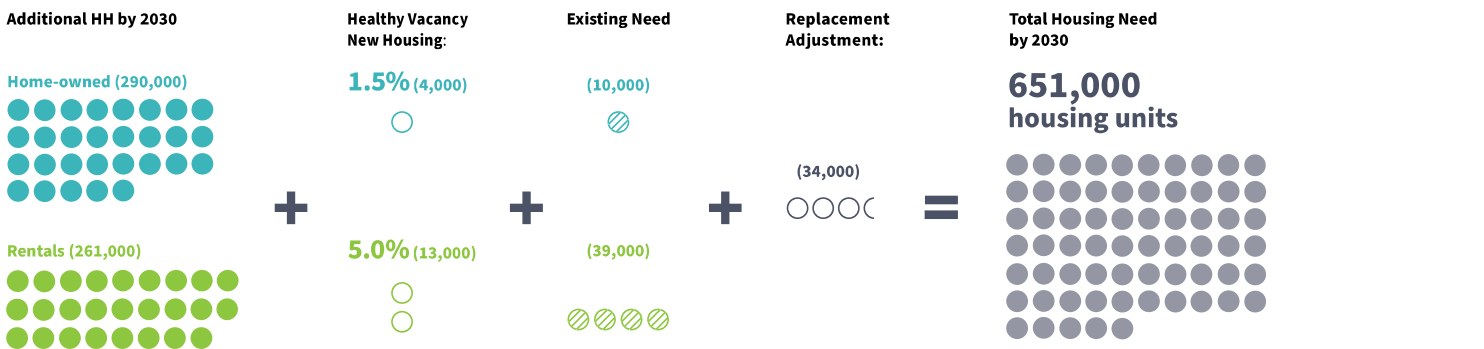 Additional HH by 2030
Home-owned (290,000)
Rentals (261,000)
+
Healthy Vacancy
New Housing:
1.5% (4,000)
5.0% (13,000)
+
Existing Need
(10,000)
(39,000)
+
Replacement
Adjustment:
(34,000)
=
Total Housing Need
by 2030
651,000
housing units